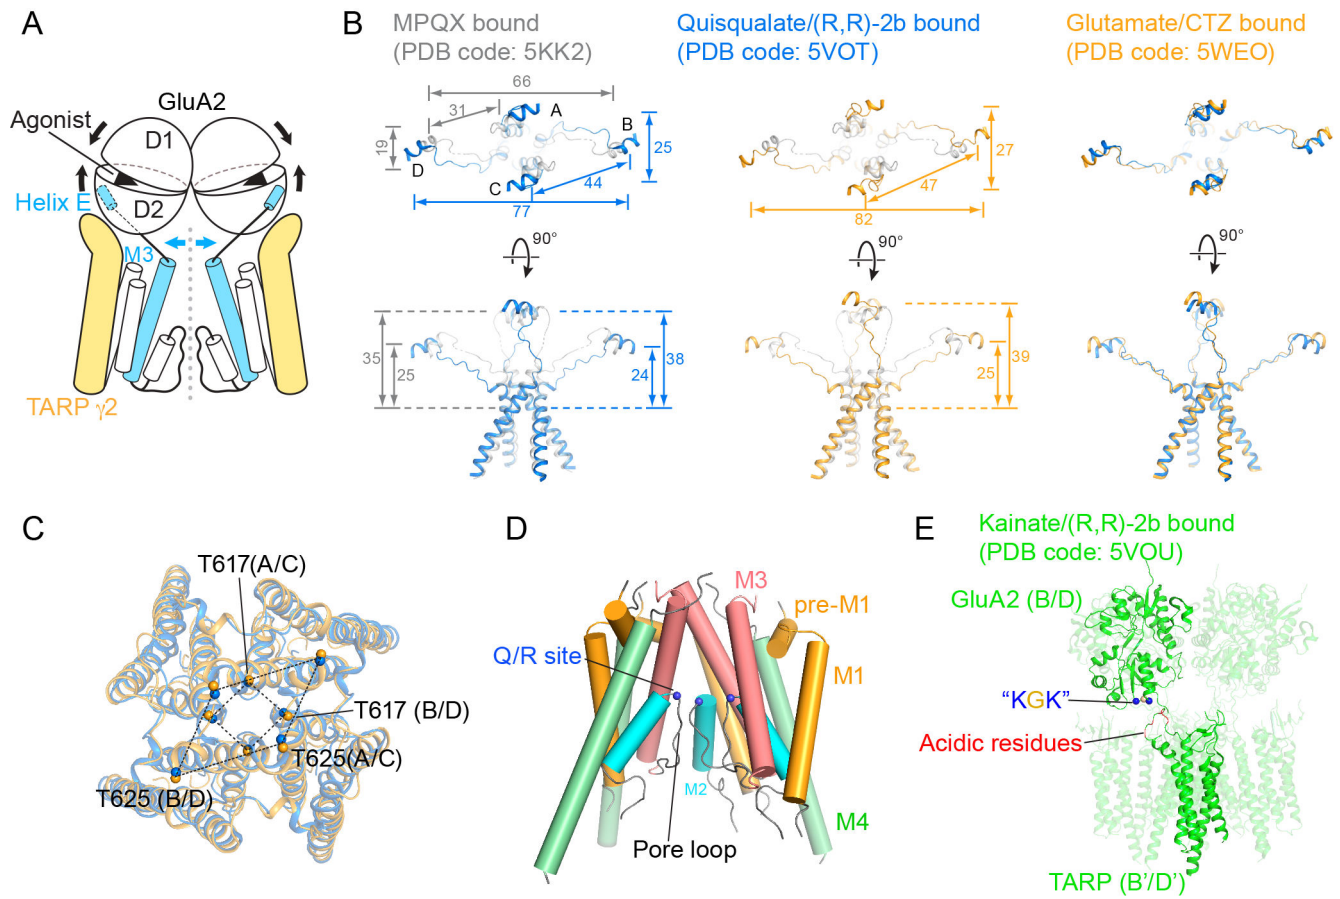 A
GluA2
Agonist
D1
D2
Helix E
M3
TARP γ2
B
MPQX bound
(PDB code: 5KK2)
Quisqualate/(R,R)-2b bound
(PDB code: 5VOT)
Glutamate/CTZ bound
(PDB code: 5WEO)
66
31
19
A
B
C
D
25
44
77
27
47
82
90°
90°
90°
35
25
24
38
25
39
C
T617(A/C)
T617 (B/D)
T625(A/C)
T625 (B/D)
D
M3
pre-M1
Q/R site
M1
M2
M4
Pore loop
E
Kainate/(R,R)-2b bound
(PDB code: 5VOU)
GluA2 (B/D)
“KGK”
Acidic residues
TARP (B’/D’)